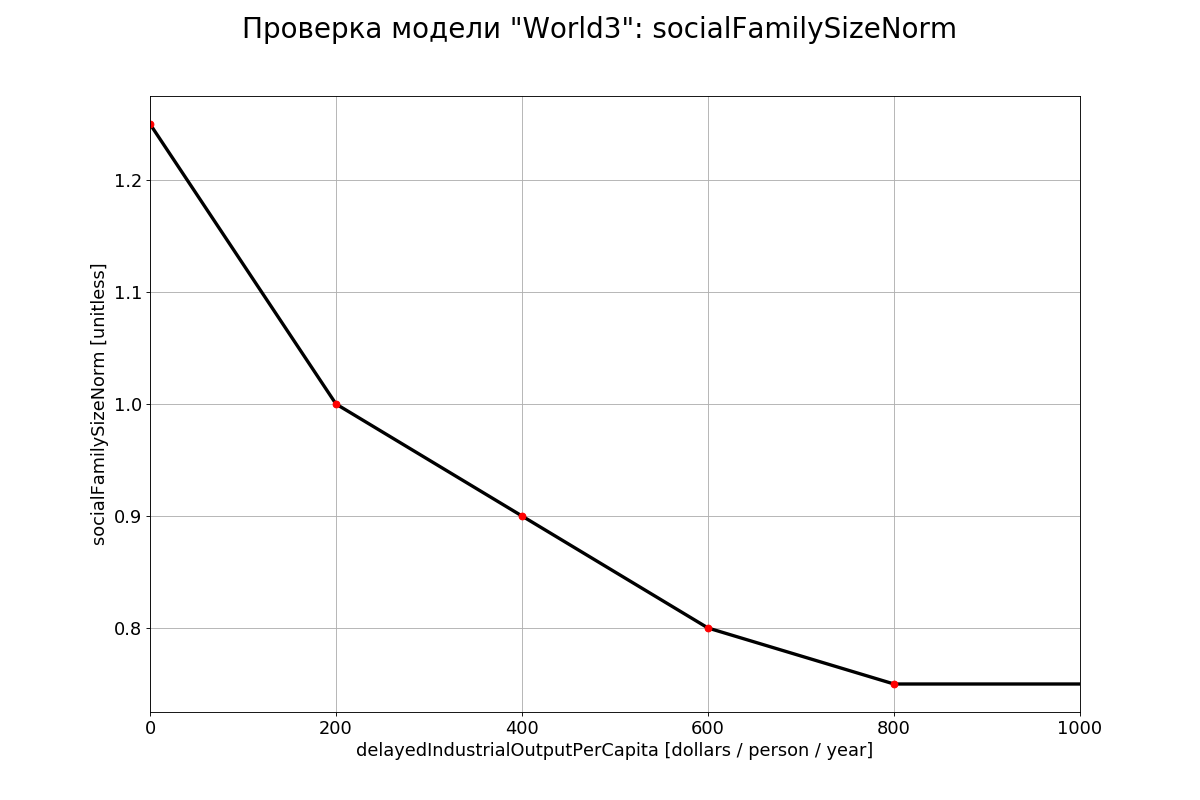 Проверка модели "World3": socialFamilySizeNorm
socialFamilySizeNorm [unitless]
1.2
1.1
1.0
0.9
0.8
0 200 400 600 800 1000
delayedIndustrialOutputPerCapita [dollars / person / year]